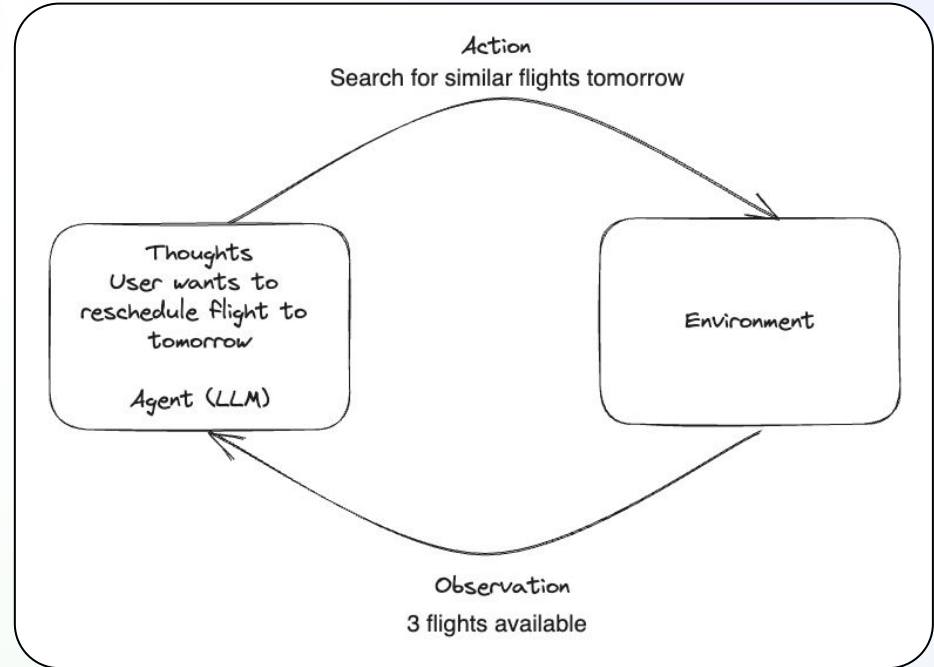 Action
Search for similar flights tomorrow
Thoughts
User wants to
reschedule flight to
tomorrow
Agent (LLM)
Environment
Observation
3 flights available